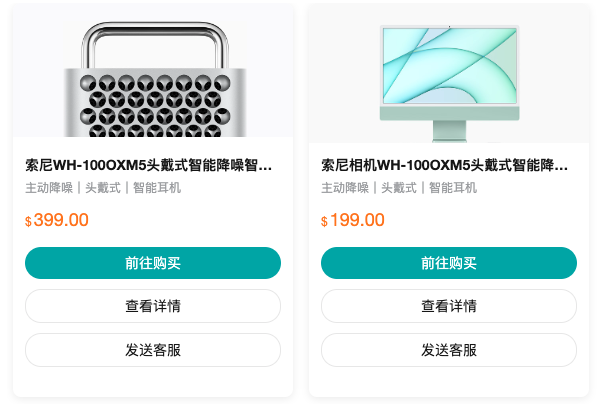 索尼WH-100OXM5头戴式智能降噪智...
主动降噪｜头戴式｜智能耳机
$399.00
前往购买
查看详情
发送客服
索尼相机WH-100OXM5头戴式智能降...
主动降噪｜头戴式｜智能耳机
$199.00
前往购买
查看详情
发送客服